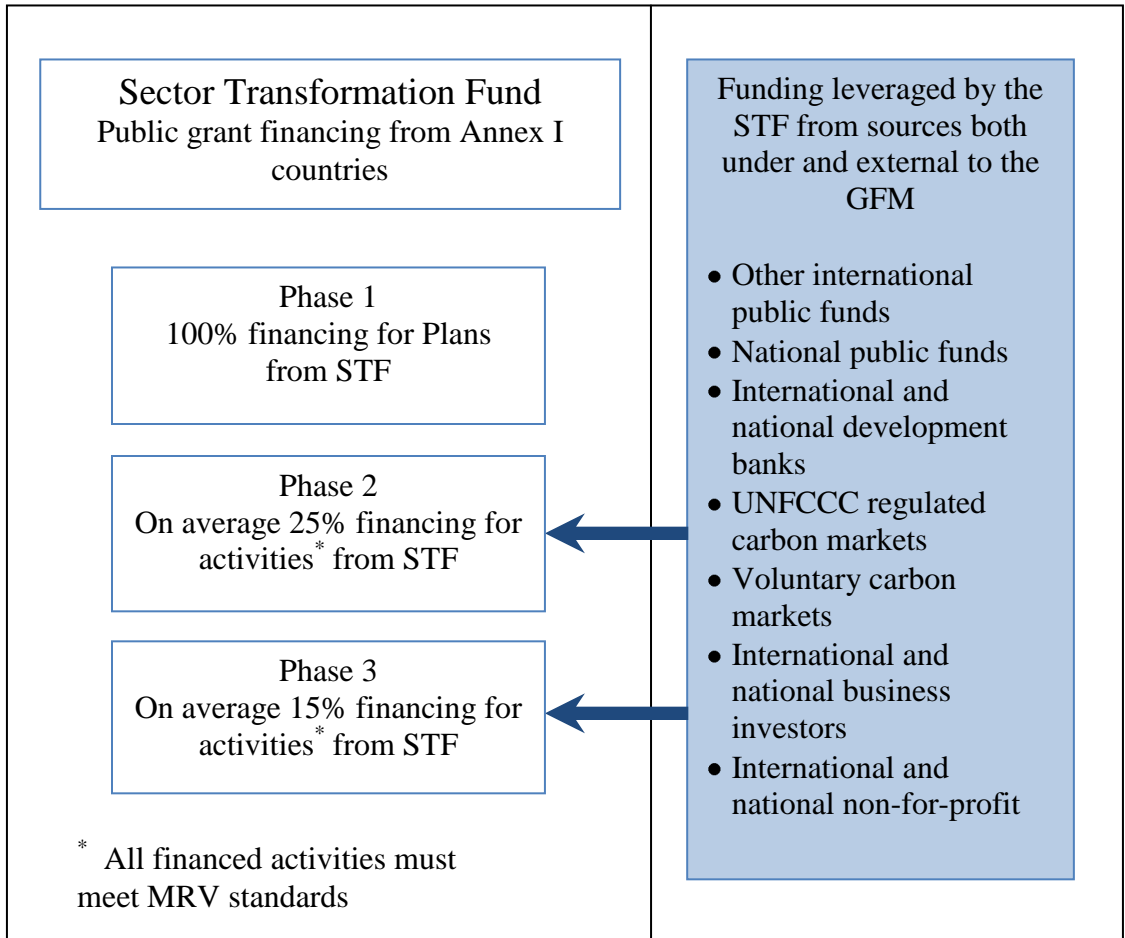 Sector Transformation Fund
Public grant financing from Annex I
countries
Phase 1
100% financing for Plans
from STF
Phase 2
On average 25% financing for
activities* from STF
Phase 3
On average 15% financing for
activities* from STF
* All financed activities must
meet MRV standards
Funding leveraged by the
STF from sources both
under and external to the
GFM
• Other international
public funds
• National public funds
• International and
national development
banks
• UNFCCC regulated
carbon markets
• Voluntary carbon
markets
• International and
national business
investors
• International and
national non-for-profit